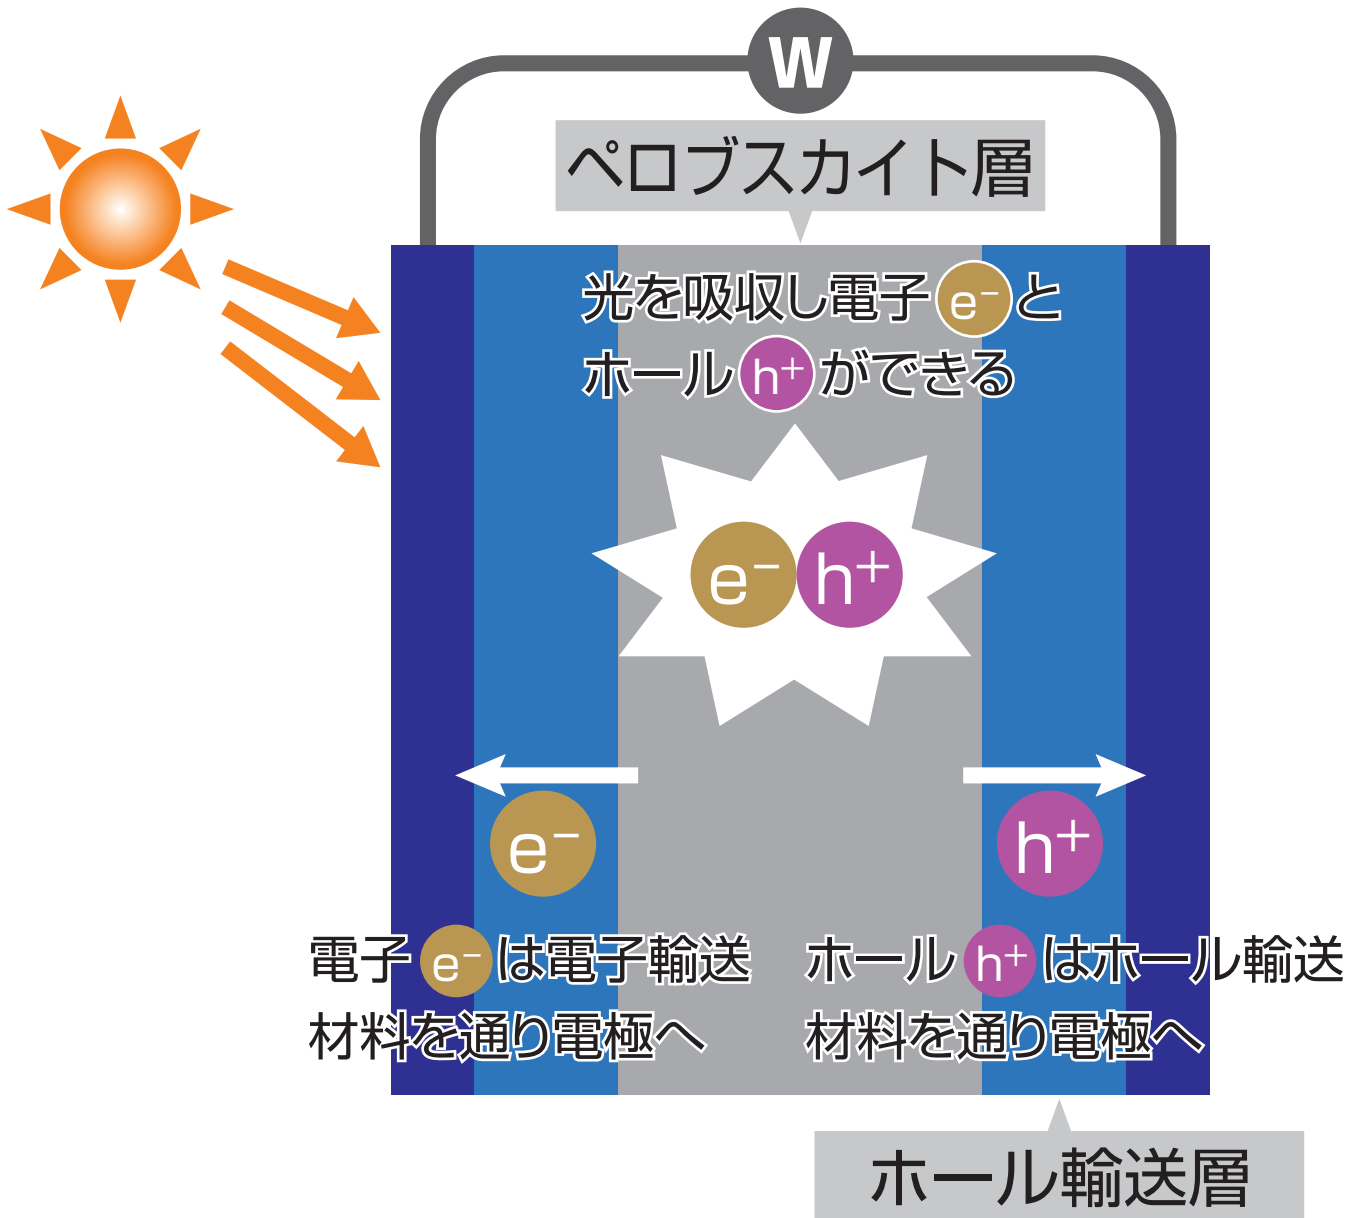 W
ペロブスカイト層
光を吸収し電子e⁻と
ホールh⁺ができる
e⁻ h⁺
e⁻
h⁺
電子e⁻は電子輸送
材料を通り電極へ
ホールh⁺はホール輸送
材料を通り電極へ
ホール輸送層